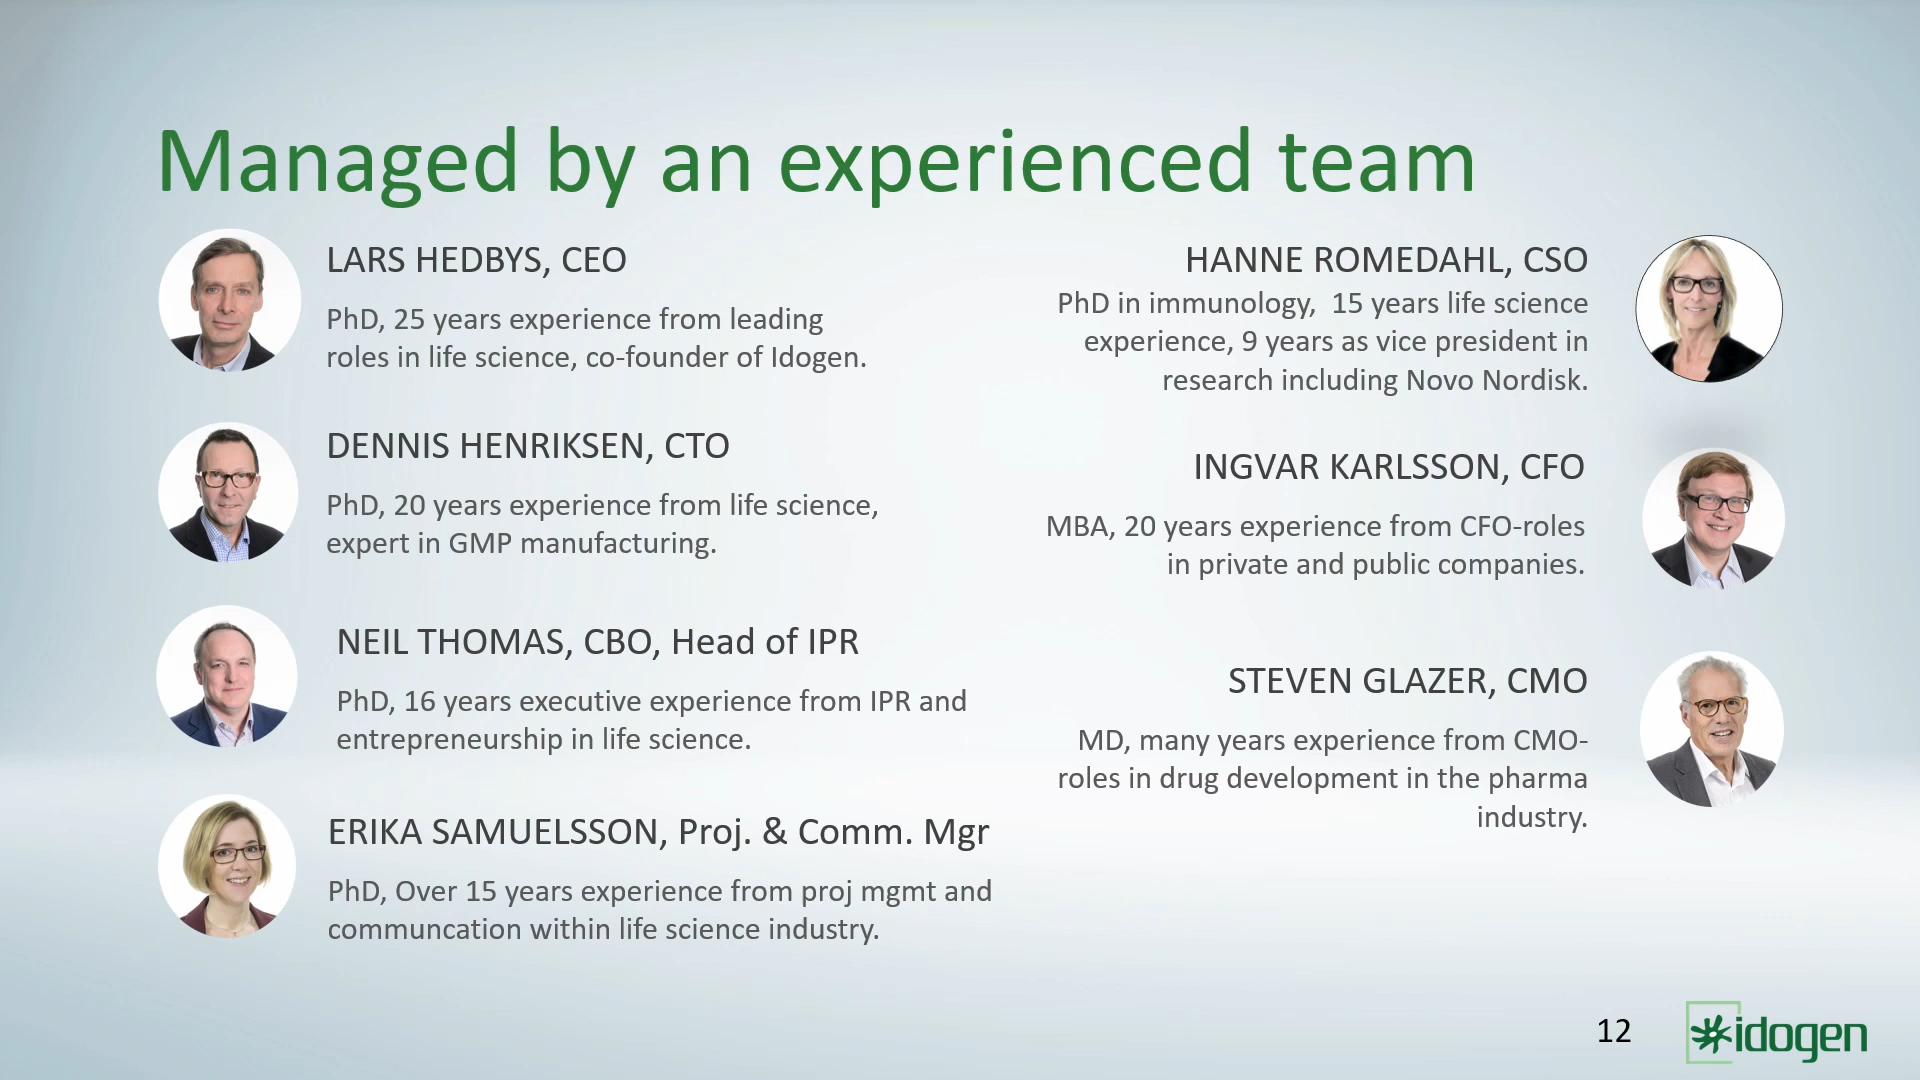 Managed by an experienced team
LARS HEDBYS, CEO
PhD, 25 years experience from leading
roles in life science, co-founder of Idogen.
DENNIS HENRIKSEN, CTO
PhD, 20 years experience from life science,
expert in GMP manufacturing.
NEIL THOMAS, CBO, Head of IPR
PhD, 16 years executive experience from IPR and
entrepreneurship in life science.
ERIKA SAMUELSSON, Proj. & Comm. Mgr
PhD, Over 15 years experience from proj mgmt and
communcation within life science industry.
HANNE ROMEDAHL, CSO
PhD in immunology,  15 years life science
experience, 9 years as vice president in
research including Novo Nordisk.
INGVAR KARLSSON, CFO
MBA, 20 years experience from CFO-roles
in private and public companies.
STEVEN GLAZER, CMO
MD, many years experience from CMO-
roles in drug development in the pharma
industry.
12
idogen